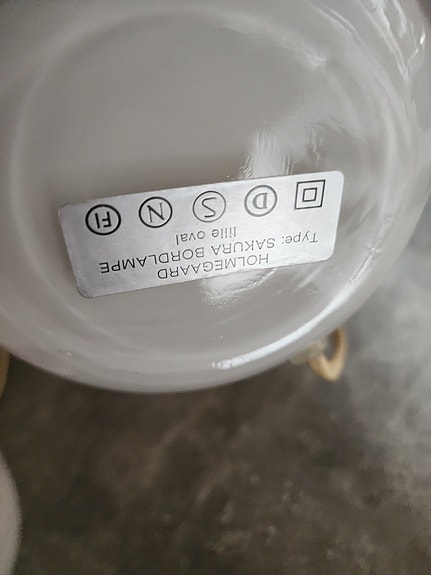 HOLMEGAARD
Type: SAKURA BORDLAMPE
lille oval
D S N FI